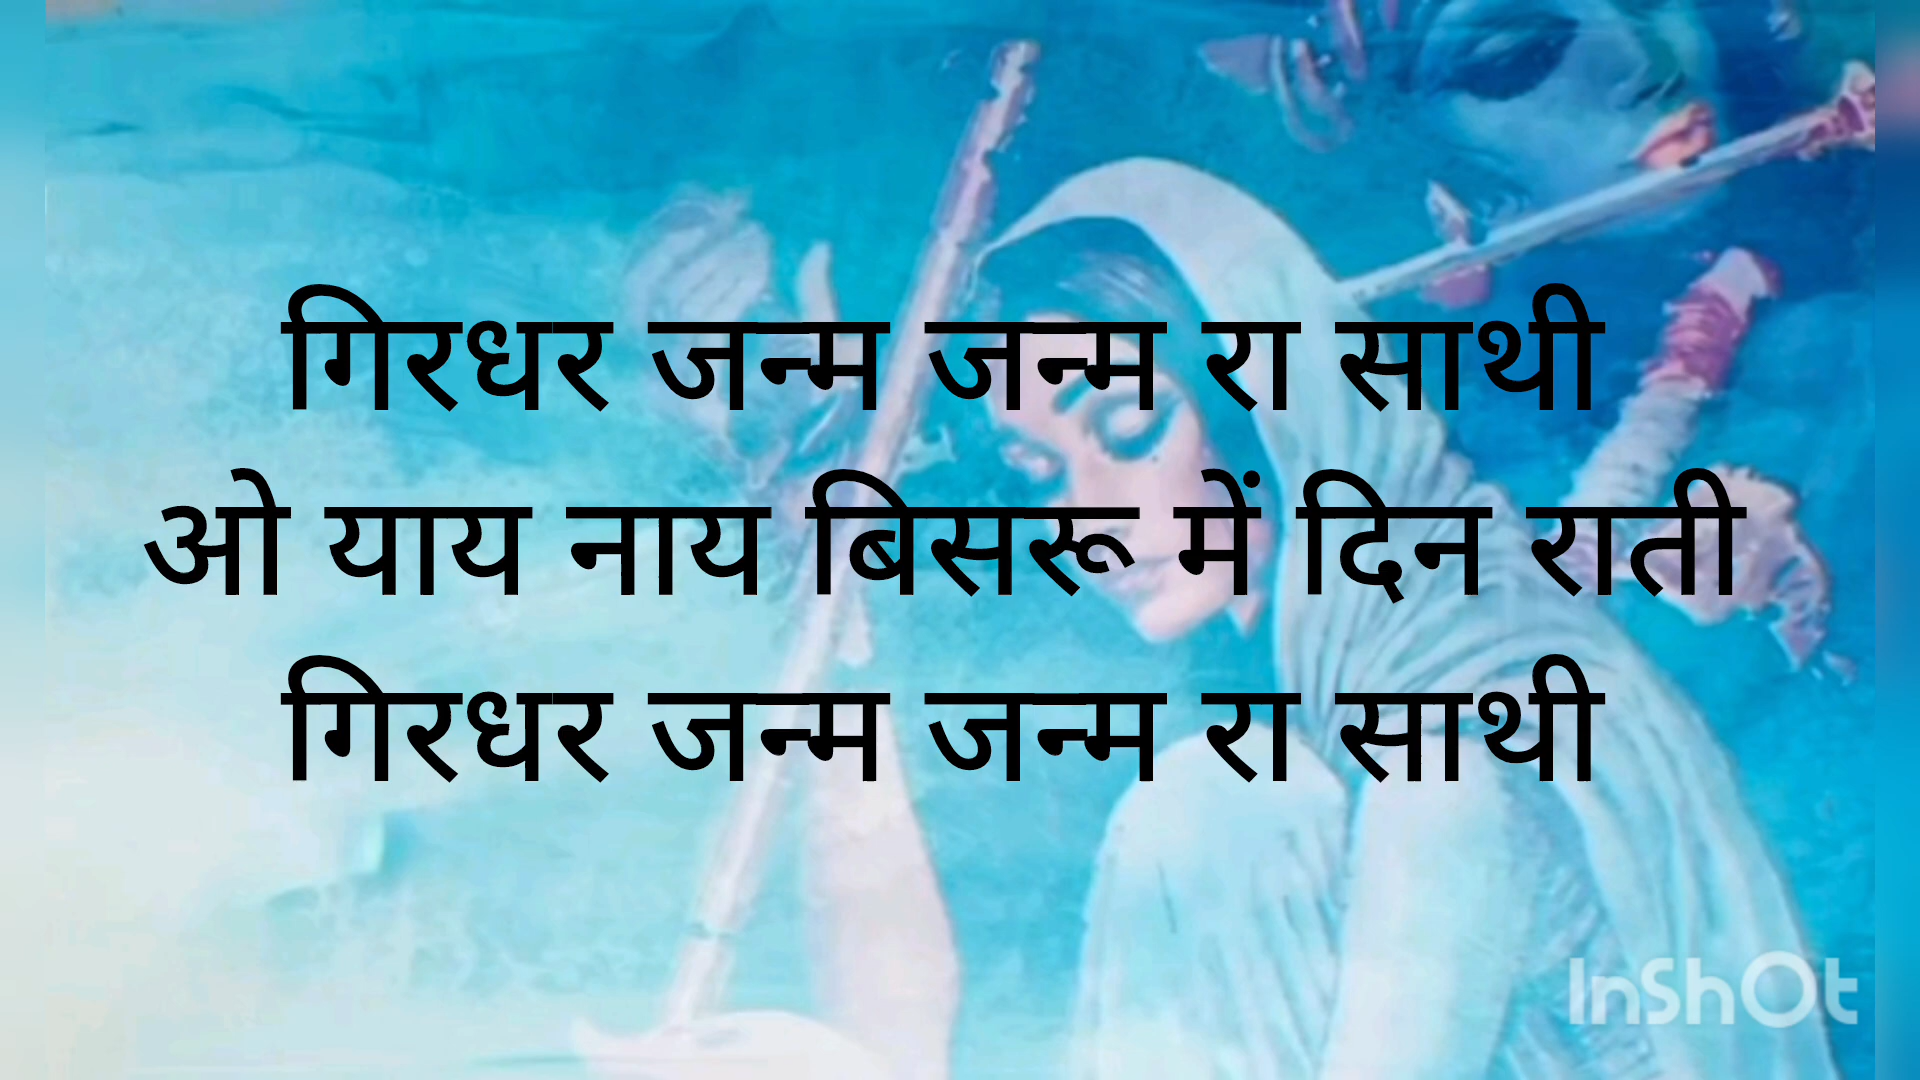 गिरधर जन्म जन्म रा साथी
ओ याय नाय बिसरू में दिन राती
गिरधर जन्म जन्म रा साथी
InShOt